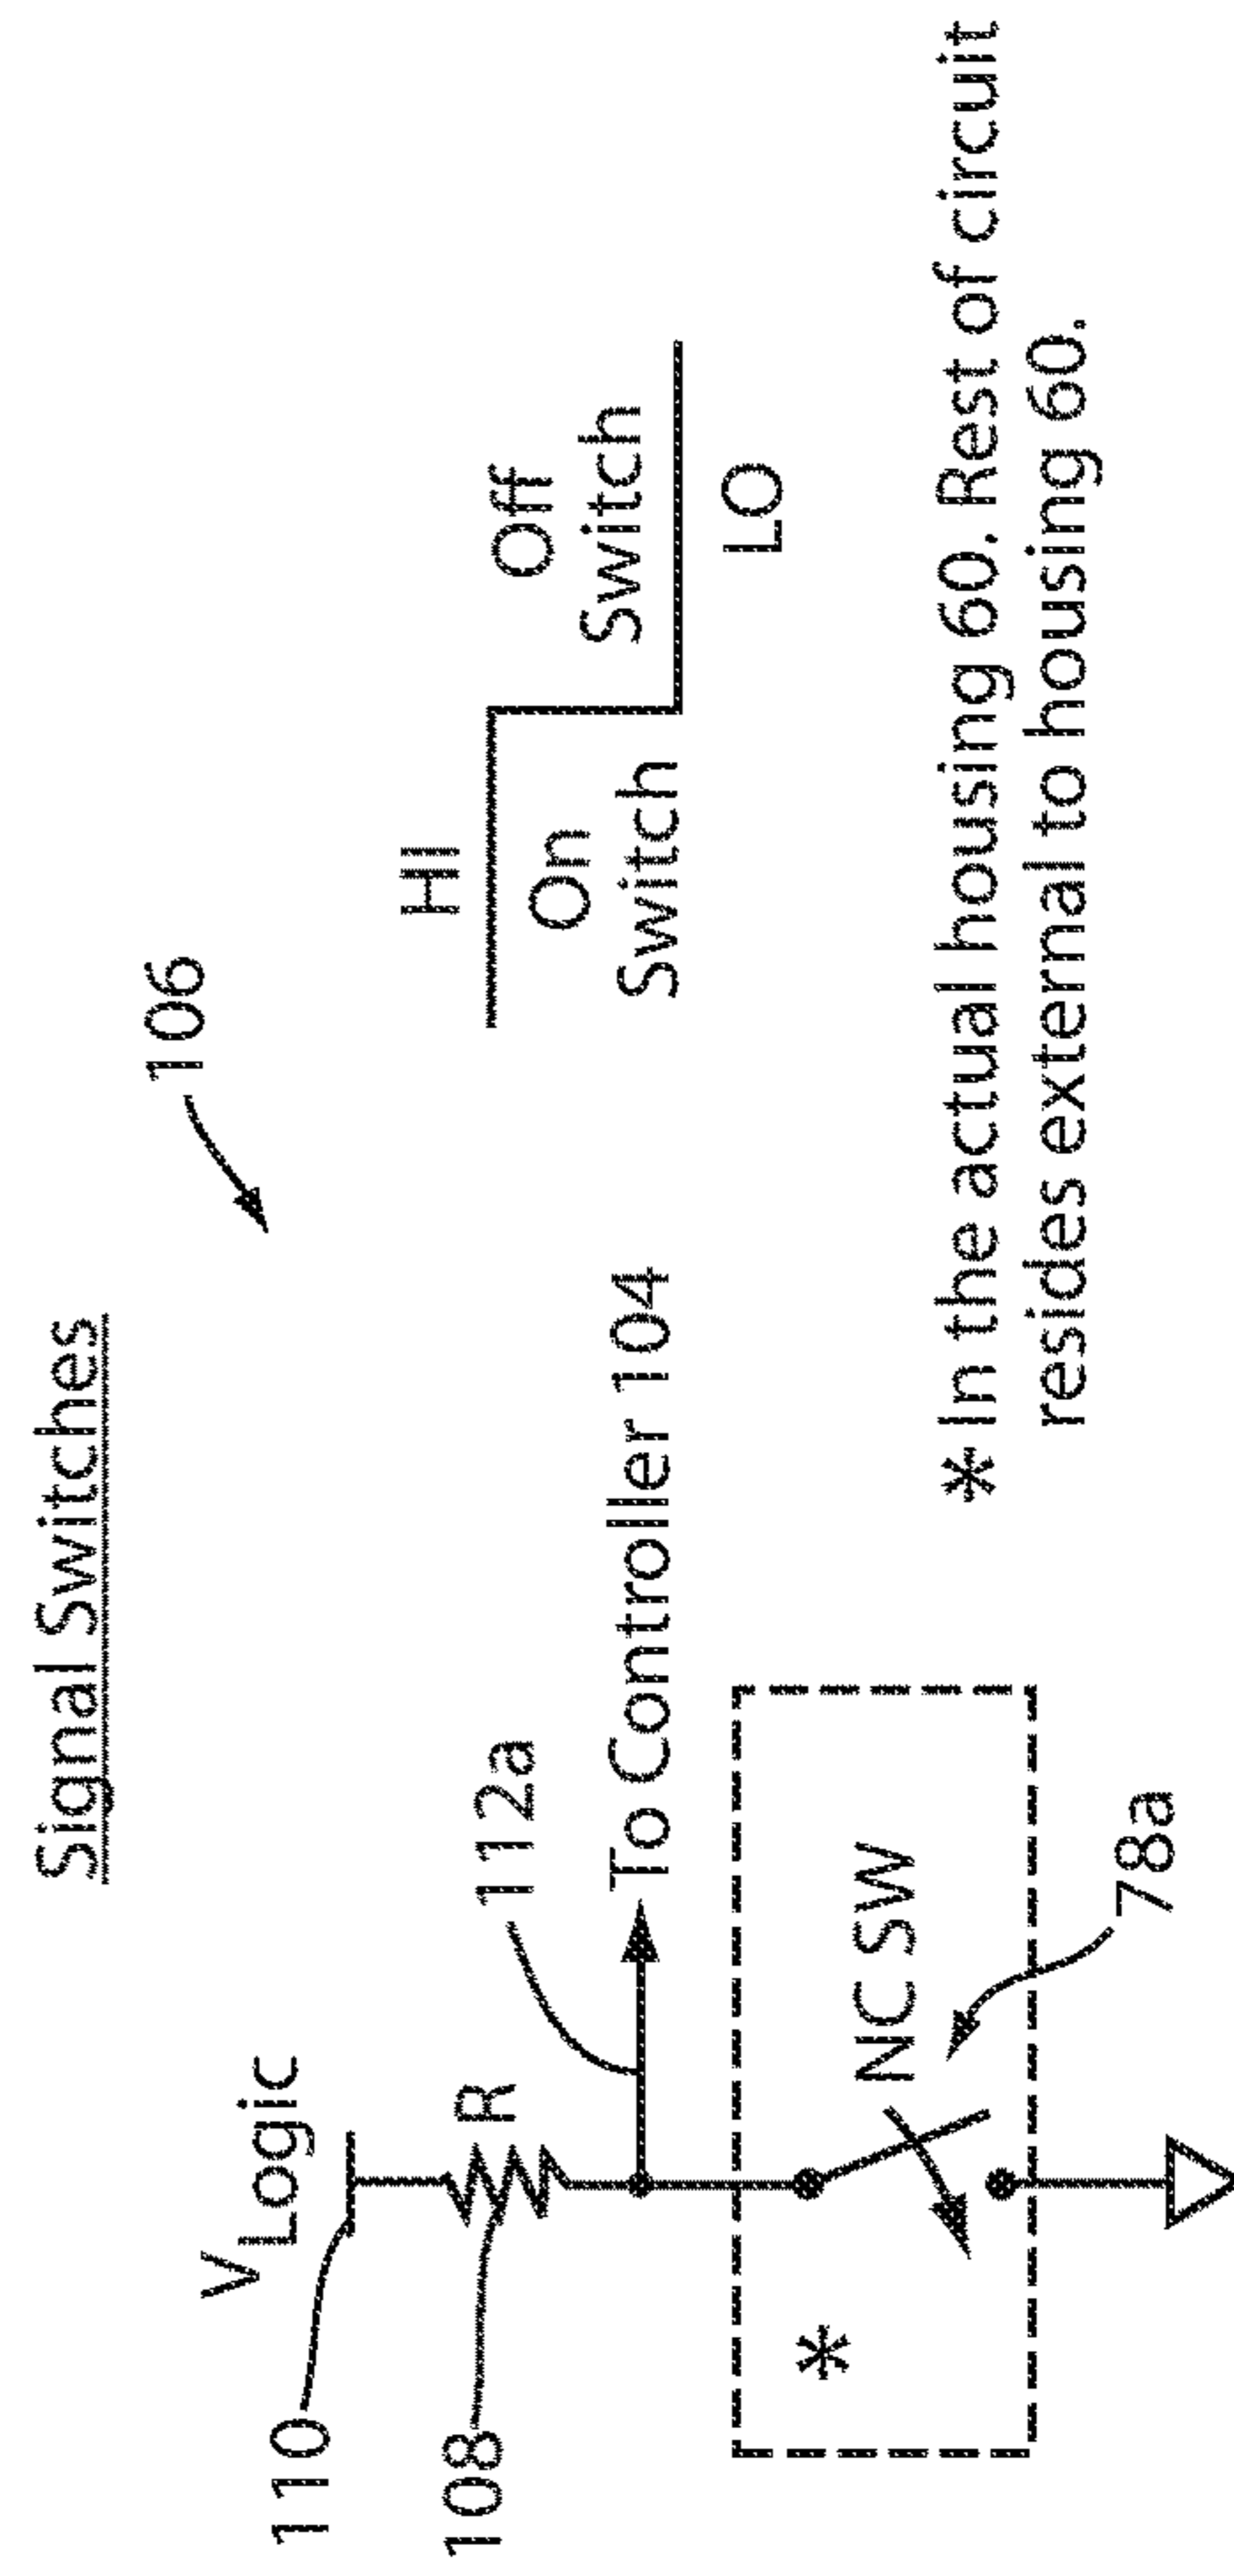 Signal Switches
106
110
V Logic
108
R
112a
To Controller 104
*
NC SW
78a
HI
On
Switch
Off
Switch
LO
* In the actual housing 60. Rest of circuit
resides external to housing 60.